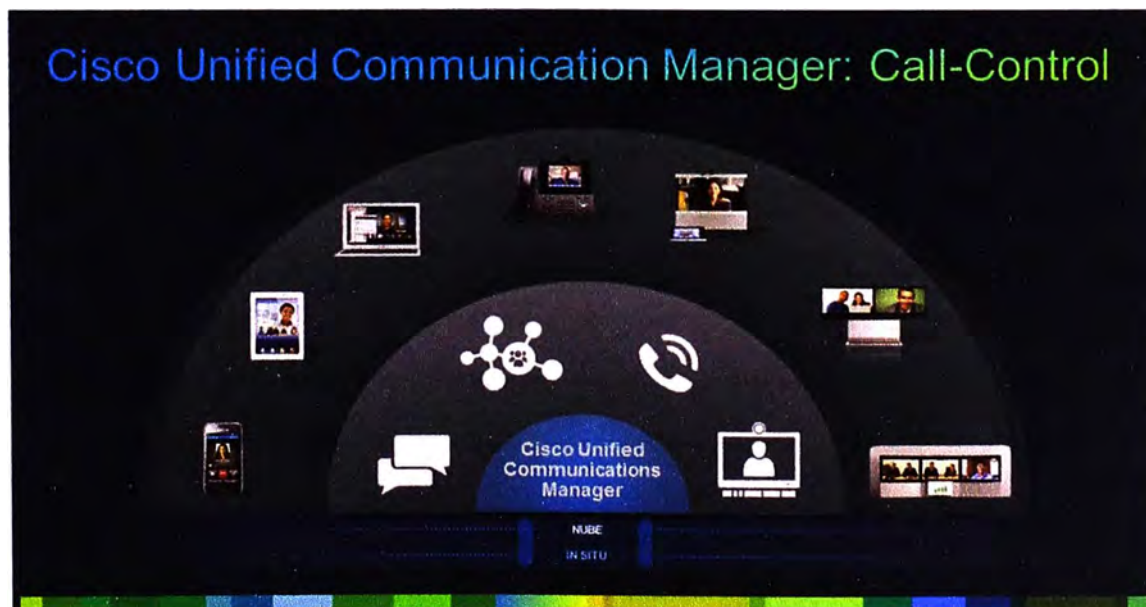 Cisco Unified Communication Manager: Call-Control
Cisco Unified
Communications
Manager
NUBE
IN SITU